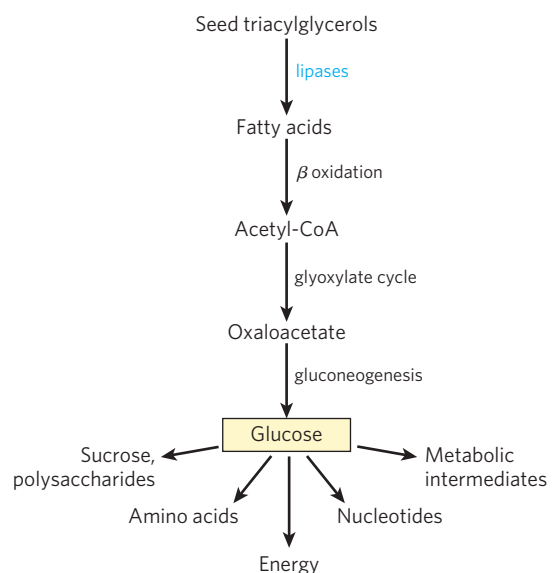 Seed triacylglycerols
lipases
Fatty acids
β oxidation
Acetyl-CoA
glyoxylate cycle
Oxaloacetate
gluconeogenesis
Glucose
Sucrose,
polysaccharides
Metabolic
intermediates
Amino acids
Nucleotides
Energy